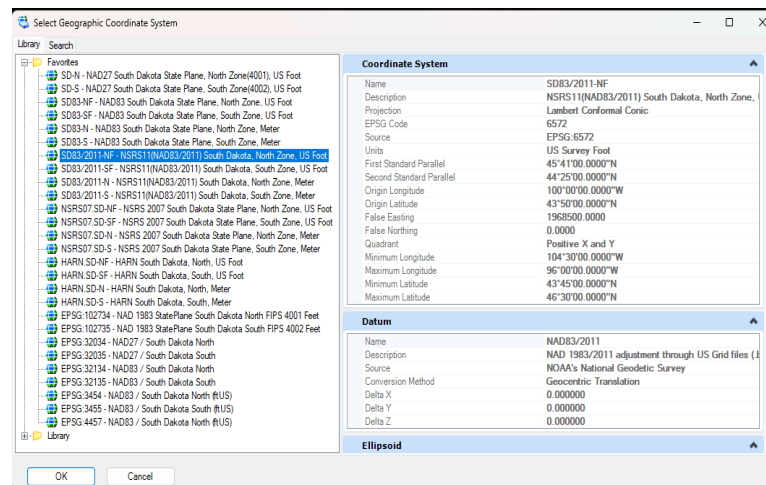 Select Geographic Coordinate System
Library Search
Favorites
SD-N - NAD27 South Dakota State Plane, North Zone(4001), US Foot
SD-S - NAD27 South Dakota State Plane, South Zone(4002), US Foot
SD83-NF - NAD83 South Dakota State Plane, North Zone, US Foot
SD83-SF - NAD83 South Dakota State Plane, South Zone, US Foot
SD83-N - NAD83 South Dakota State Plane, North Zone, Meter
SD83-S - NAD83 South Dakota State Plane, South Zone, Meter
SD83/2011-NF - NSRS11(NAD83/2011) South Dakota, North Zone, US Foot
SD83/2011-SF - NSRS11(NAD83/2011) South Dakota, South Zone, US Foot
SD83/2011-N - NSRS11(NAD83/2011) South Dakota, North Zone, Meter
SD83/2011-S - NSRS11(NAD83/2011) South Dakota, South Zone, Meter
NSRS07.SD-NF - NSRS 2007 South Dakota State Plane, North Zone, US Foot
NSRS07.SD-SF - NSRS 2007 South Dakota State Plane, South Zone, US Foot
NSRS07.SD-N - NSRS 2007 South Dakota State Plane, North Zone, Meter
NSRS07.SD-S - NSRS 2007 South Dakota State Plane, South Zone, Meter
HARN.SD-NF - HARN South Dakota, North, US Foot
HARN.SD-SF - HARN South Dakota, South, US Foot
HARN.SD-N - HARN South Dakota, North, Meter
HARN.SD-S - HARN South Dakota, South, Meter
EPSG:102734 - NAD 1983 StatePlane South Dakota North FIPS 4001 Feet
EPSG:102735 - NAD 1983 StatePlane South Dakota South FIPS 4002 Feet
EPSG:32034 - NAD27 / South Dakota North
EPSG:32035 - NAD27 / South Dakota South
EPSG:32134 - NAD83 / South Dakota North
EPSG:32135 - NAD83 / South Dakota South
EPSG:3454 - NAD83 / South Dakota North (ftUS)
EPSG:3455 - NAD83 / South Dakota South (ftUS)
EPSG:4457 - NAD83 / South Dakota North (ftUS)
Library
Coordinate System
Name SD83/2011-NF
Description NSRS11(NAD83/2011) South Dakota, North Zone,
Projection Lambert Conformal Conic
EPSG Code 6572
Source EPSG:6572
Units US Survey Foot
First Standard Parallel 45°41'00.0000"N
Second Standard Parallel 44°25'00.0000"N
Origin Longitude 100°00'00.0000"W
Origin Latitude 43°50'00.0000"N
False Easting 1968500.0000
False Northing 0.0000
Quadrant Positive X and Y
Minimum Longitude 104°30'00.0000"W
Maximum Longitude 96°00'00.0000"W
Minimum Latitude 43°45'00.0000"N
Maximum Latitude 46°30'00.0000"N
Datum
Name NAD83/2011
Description NAD 1983/2011 adjustment through US Grid files (.
Source NOAA's National Geodetic Survey
Conversion Method Geocentric Translation
Delta X 0.000000
Delta Y 0.000000
Delta Z 0.000000
Ellipsoid
OK Cancel